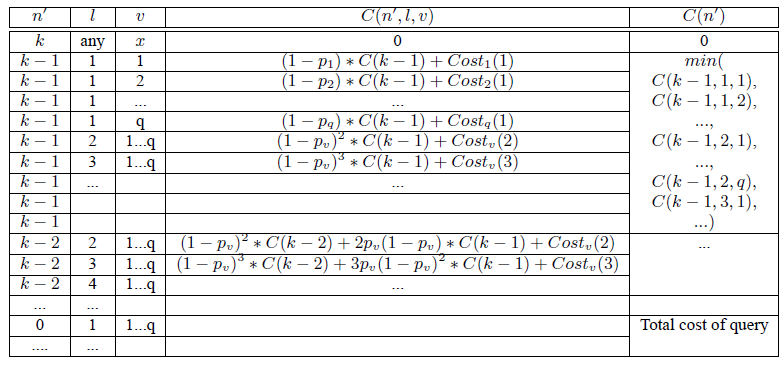 n′ l v C(n′, l, v) C(n′)
k any x 0 0
k − 1 1 1 (1 − p₁) ∗ C(k − 1) + Cost₁(1) min(
k − 1 1 2 (1 − p₂) ∗ C(k − 1) + Cost₂(1) C(k − 1, 1, 1),
k − 1 1 ... ... C(k − 1, 1, 2),
k − 1 1 q (1 − p_q) ∗ C(k − 1) + Cost_q(1) ...,
k − 1 2 1...q (1 − p_v)² ∗ C(k − 1) + Cost_v(2) C(k − 1, 2, 1),
k − 1 3 1...q (1 − p_v)³ ∗ C(k − 1) + Cost_v(3) ...,
k − 1 ... ... C(k − 1, 2, q),
k − 1 C(k − 1, 3, 1),
k − 1 ...)
k − 2 2 1...q (1 − p_v)² ∗ C(k − 2) + 2p_v(1 − p_v) ∗ C(k − 1) + Cost_v(2) ...
k − 2 3 1...q (1 − p_v)³ ∗ C(k − 2) + 3p_v(1 − p_v)² ∗ C(k − 1) + Cost_v(3)
k − 2 4 1...q ...
... ...
0 1 1...q Total cost of query
.... ...